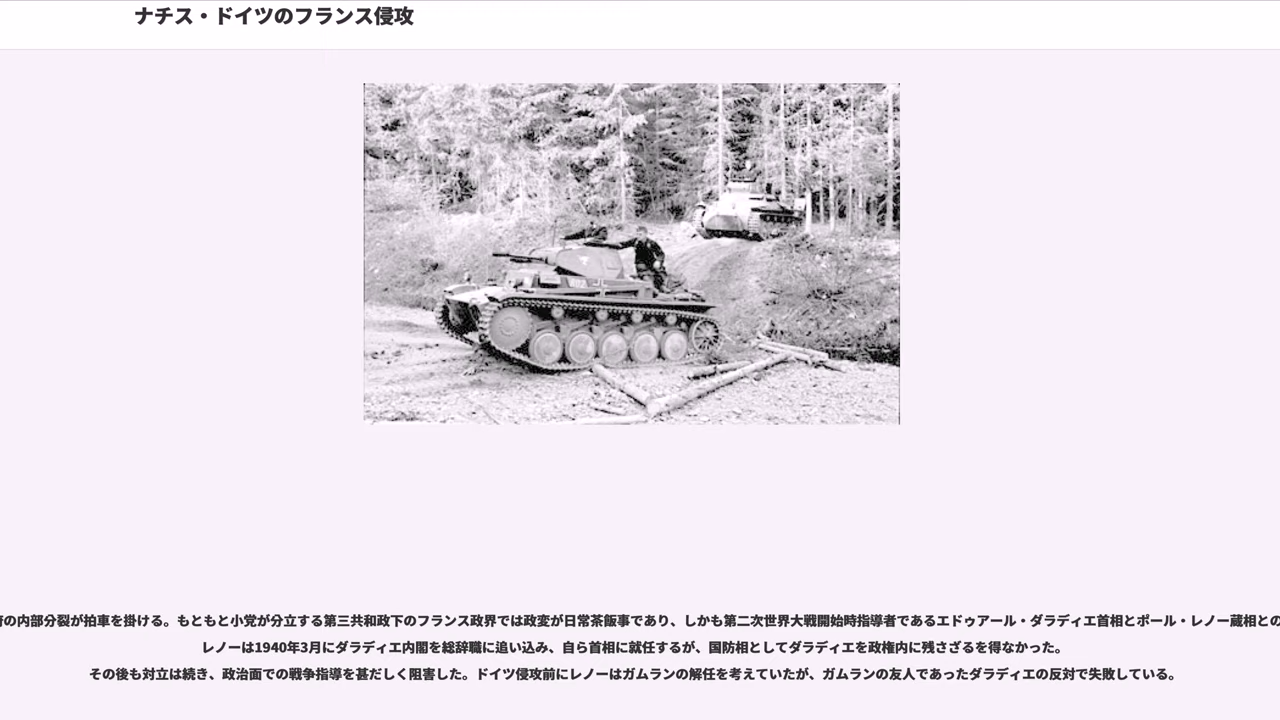 ナチス・ドイツのフランス侵攻
の内部分裂が拍車を掛ける。もともと小党が分立する第三共和政下のフランス政界では政変が日常茶飯事であり、しかも第二次世界大戦開始時指導者であるエドゥアール・ダラディエ首相とポール・レノー蔵相との
レノーは1940年3月にダラディエ内閣を総辞職に追い込み、自ら首相に就任するが、国防相としてダラディエを政権内に残さざるを得なかった。
その後も対立は続き、政治面での戦争指導を甚だしく阻害した。ドイツ侵攻前にレノーはガムランの解任を考えていたが、ガムランの友人であったダラディエの反対で失敗している。